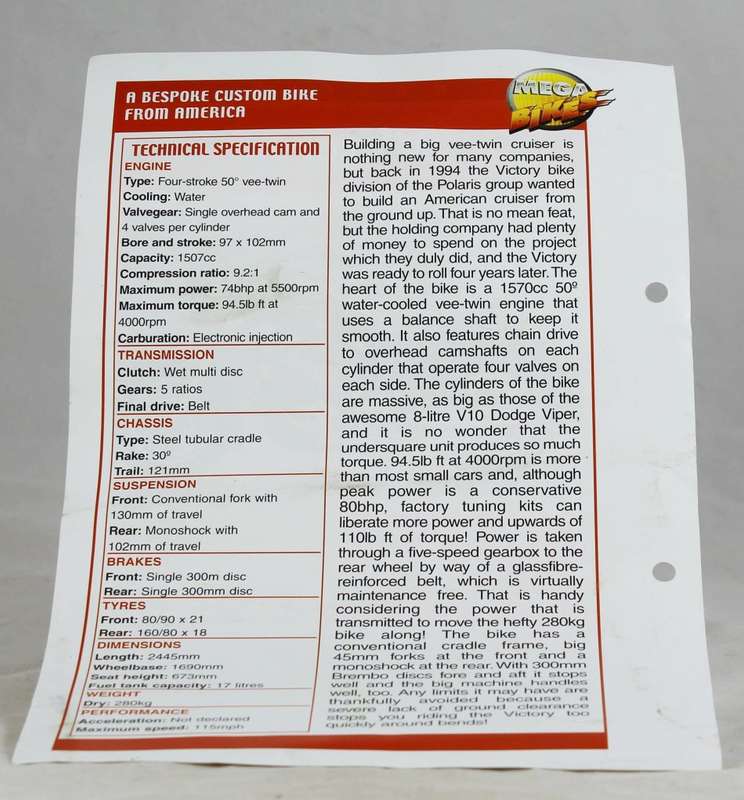 A BESPOKE CUSTOM BIKE
FROM AMERICA
MEGA
BIKES
TECHNICAL SPECIFICATION
ENGINE
Type: Four-stroke 50° vee-twin
Cooling: Water
Valvegear: Single overhead cam and
4 valves per cylinder
Bore and stroke: 97 x 102mm
Capacity: 1507cc
Compression ratio: 9.2:1
Maximum power: 74bhp at 5500rpm
Maximum torque: 94.5lb ft at
4000rpm
Carburation: Electronic injection
TRANSMISSION
Clutch: Wet multi disc
Gears: 5 ratios
Final drive: Belt
CHASSIS
Type: Steel tubular cradle
Rake: 30º
Trail: 121mm
SUSPENSION
Front: Conventional fork with
130mm of travel
Rear: Monoshock with
102mm of travel
BRAKES
Front: Single 300m disc
Rear: Single 300mm disc
TYRES
Front: 80/90 x 21
Rear: 160/80 x 18
DIMENSIONS
Length: 2445mm
Wheelbase: 1690mm
Seat height: 673mm
Fuel tank capacity: 17 litres
WEIGHT
Dry: 280kg
PERFORMANCE
Acceleration: Not declared
Maximum speed: 115mph
Building a big vee-twin cruiser is
nothing new for many companies,
but back in 1994 the Victory bike
division of the Polaris group wanted
to build an American cruiser from
the ground up. That is no mean feat,
but the holding company had plenty
of money to spend on the project
which they duly did, and the Victory
was ready to roll four years later. The
heart of the bike is a 1570cc 50º
water-cooled vee-twin engine that
uses a balance shaft to keep it
smooth. It also features chain drive
to overhead camshafts on each
cylinder that operate four valves on
each side. The cylinders of the bike
are massive, as big as those of the
awesome 8-litre V10 Dodge Viper,
and it is no wonder that the
undersquare unit produces so much
torque. 94.5lb ft at 4000rpm is more
than most small cars and, although
peak power is a conservative
80bhp, factory tuning kits can
liberate more power and upwards of
110lb ft of torque! Power is taken
through a five-speed gearbox to the
rear wheel by way of a glassfibre-
reinforced belt, which is virtually
maintenance free. That is handy
considering the power that is
transmitted to move the hefty 280kg
bike along! The bike has a
conventional cradle frame, big
45mm forks at the front and a
monoshock at the rear. With 300mm
Brembo discs fore and aft it stops
well and the big machine handles
well, too. Any limits it may have are
thankfully avoided because a
severe lack of ground clearance
stops you riding the Victory too
quickly around bends!